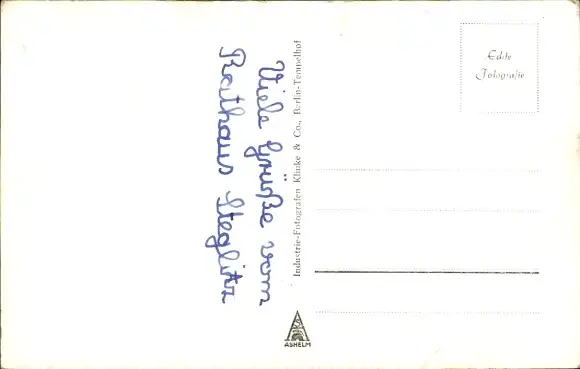 Viele Grüße vom
Rathaus Steglitz
Industrie-Fotografen Klinke & Co., Berlin-Tempelhof
Echte
Fotografie
ASHELM